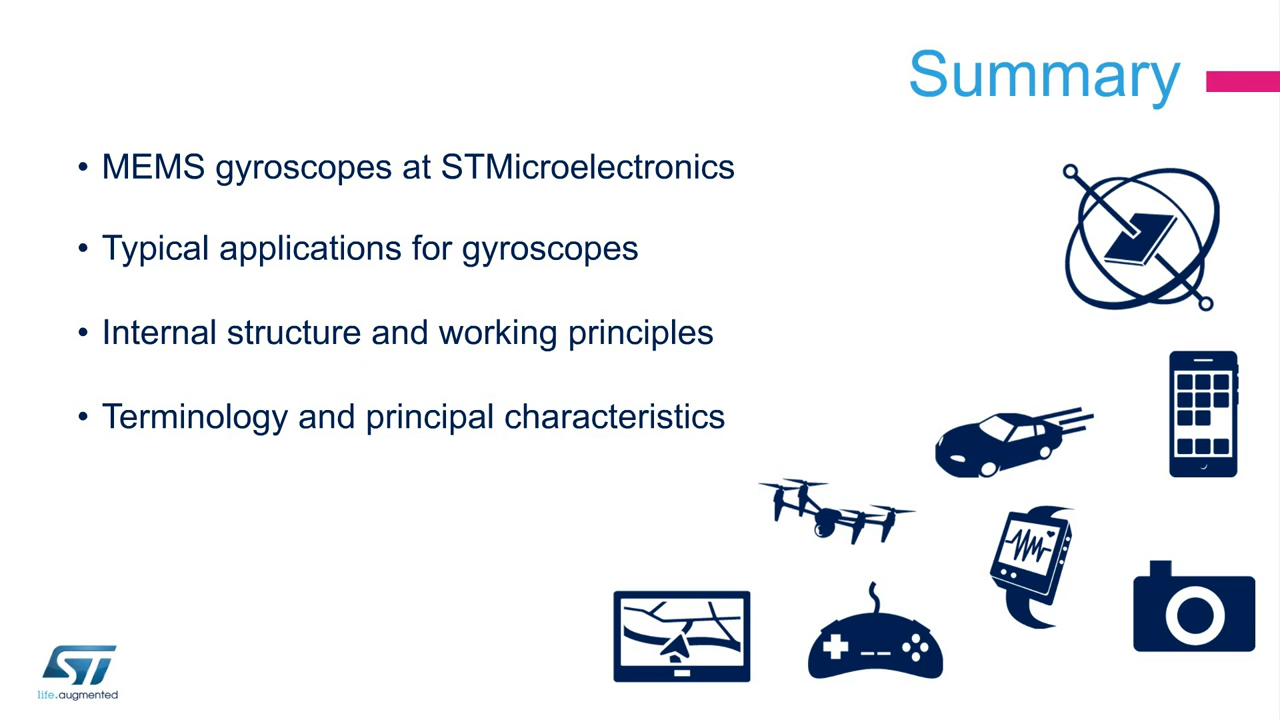 Summary
• MEMS gyroscopes at STMicroelectronics
• Typical applications for gyroscopes
• Internal structure and working principles
• Terminology and principal characteristics
ST
life.augmented